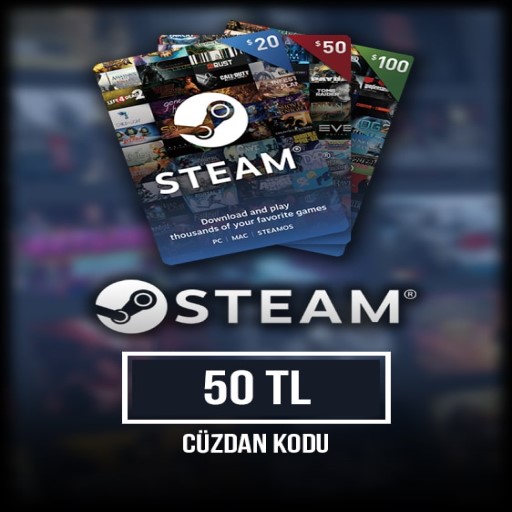 $20
$50
$100
STEAM®
Download and play
thousands of your favorite games
PC | MAC | STEAMOS
STEAM®
50 TL
CÜZDAN KODU